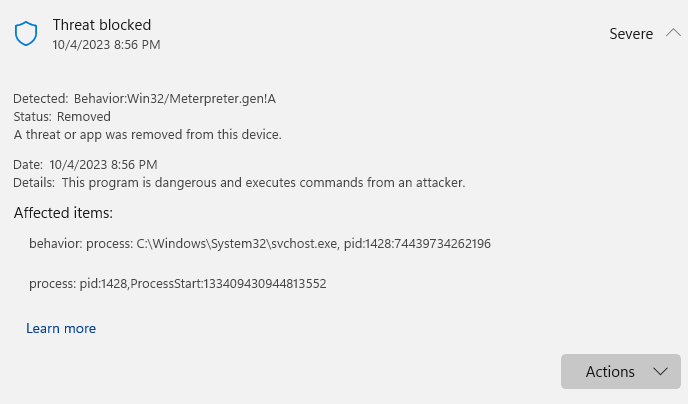 Threat blocked
10/4/2023 8:56 PM
Severe
Detected: Behavior:Win32/Meterpreter.gen!A
Status: Removed
A threat or app was removed from this device.
Date: 10/4/2023 8:56 PM
Details: This program is dangerous and executes commands from an attacker.
Affected items:
behavior: process: C:\Windows\System32\svchost.exe, pid:1428:74439734262196
process: pid:1428,ProcessStart:133409430944813552
Learn more
Actions